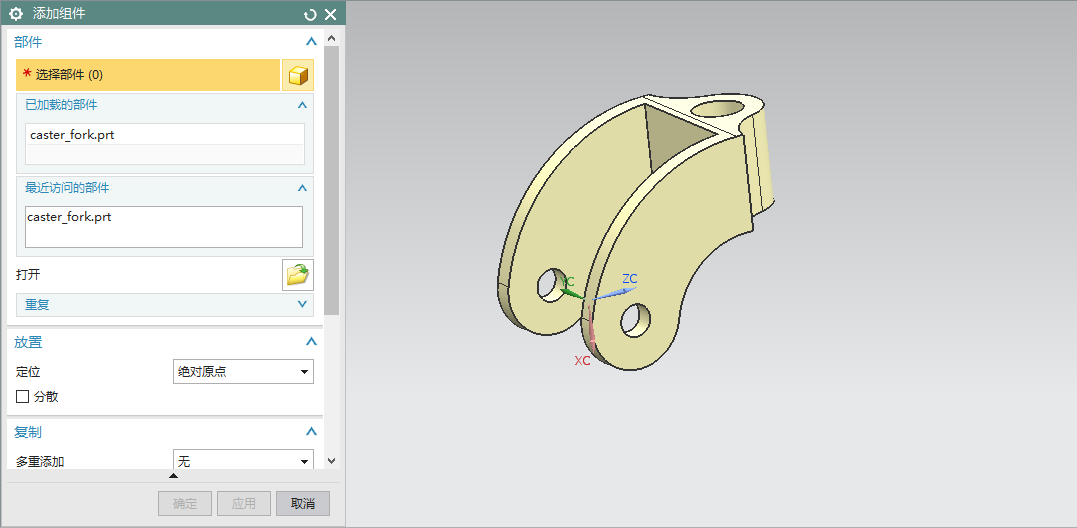 添加组件
部件
* 选择部件 (0)
已加载的部件
caster_fork.prt
最近访问的部件
caster_fork.prt
打开
重复
放置
定位 绝对原点
分散
复制
多重添加 无
确定 应用 取消
YC
ZC
XC